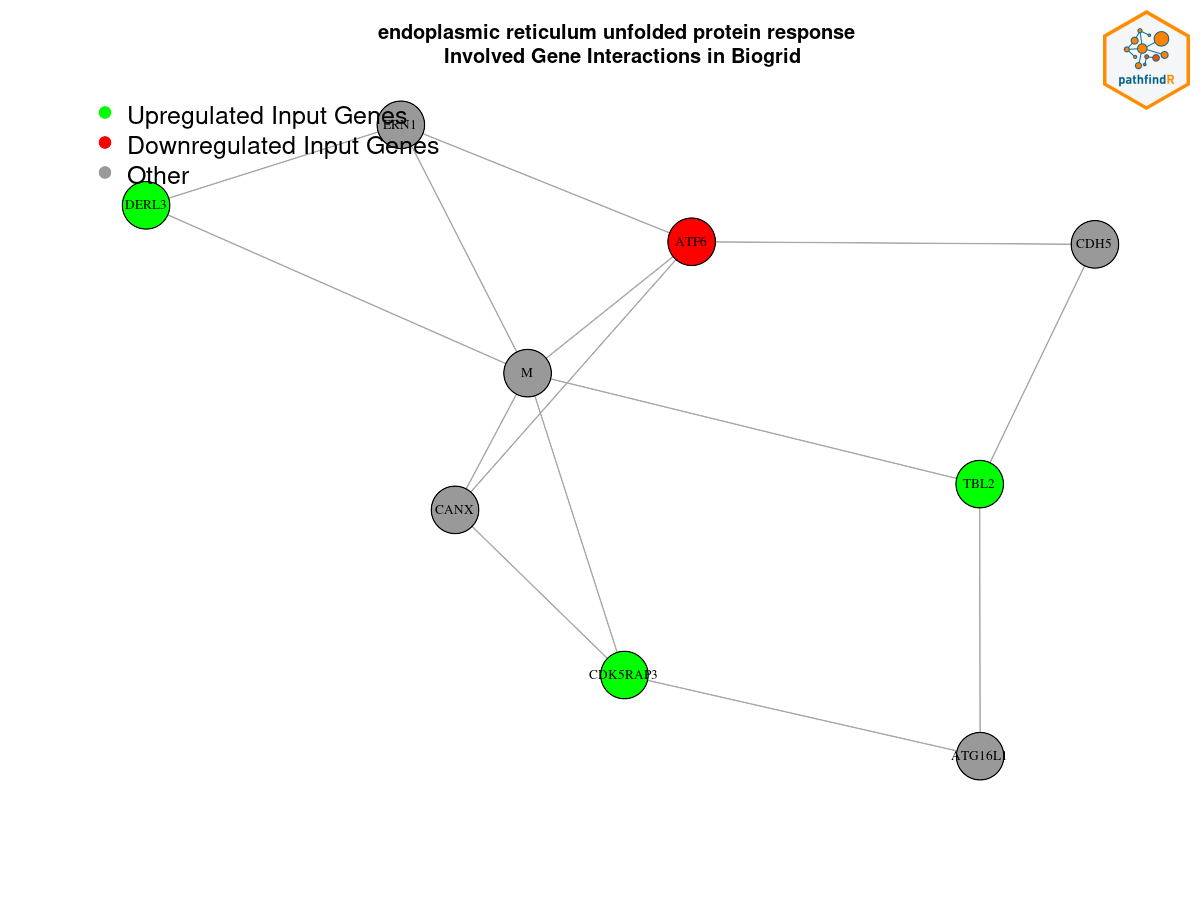 endoplasmic reticulum unfolded protein response
Involved Gene Interactions in Biogrid
pathfindR
Upregulated Input Genes
ERN1
Downregulated Input Genes
Other
DERL3
ATF6
CDH5
M
TBL2
CANX
CDK5RAP3
ATG16L1